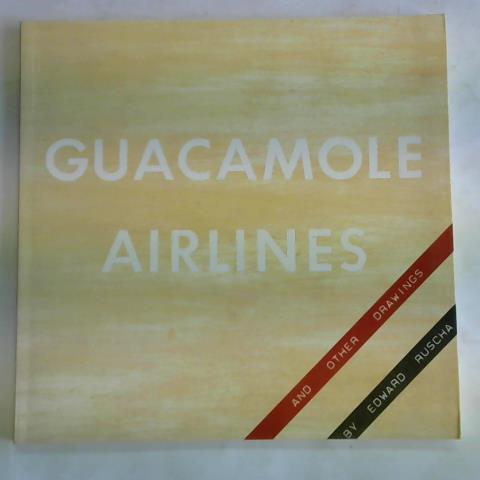 GUACAMOLE
AIRLINES
AND OTHER DRAWINGS
BY EDWARD RUSCHA